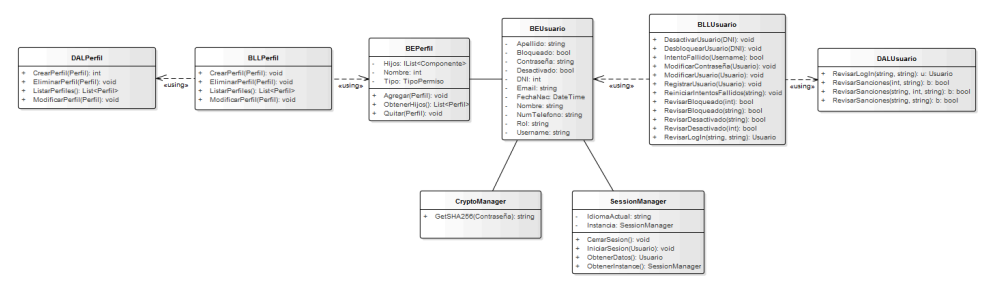 DALPerfil
+ CrearPerfil(Perfil): int
+ EliminarPerfil(Perfil): void
+ ListarPerfiles(): List<Perfil>
+ ModificarPerfil(Perfil): void
«using»
BLLPerfil
+ CrearPerfil(Perfil): void
+ EliminarPerfil(Perfil): void
+ ListarPerfiles(): List<Perfil>
+ ModificarPerfil(Perfil): void
«using»
BEPerfil
- Hijos: IList<Componente>
- Nombre: int
- Tipo: TipoPermiso
+ Agregar(Perfil): void
+ ObtenerHijos(): List<Perfil>
+ Quitar(Perfil): void
BEUsuario
- Apellido: string
- Bloqueado: bool
- Contraseña: string
- Desactivado: bool
- DNI: int
- Email: string
- FechaNac: DateTime
- Nombre: string
- NumTelefono: string
- Rol: string
- Username: string
«using»
BLLUsuario
+ DesactivarUsuario(DNI): void
+ DesbloquearUsuario(DNI): void
+ IntentoFallido(Username): bool
+ ModificarContraseña(Usuario): void
+ ModificarUsuario(Usuario): void
+ RegistrarUsuario(Usuario): void
+ ReiniciarIntentosFallidos(string): void
+ RevisarBloqueado(int): bool
+ RevisarBloqueado(string): bool
+ RevisarDesactivado(string): bool
+ RevisarDesactivado(int): bool
+ RevisarLogIn(string, string): Usuario
«using»
DALUsuario
+ RevisarLogIn(string, string): u: Usuario
+ RevisarSanciones(int, string): b: bool
+ RevisarSanciones(string, int, string): b: bool
+ RevisarSanciones(string, string): b: bool
CryptoManager
+ GetSHA256(Contraseña): string
SessionManager
- IdiomaActual: string
- Instancia: SessionManager
+ CerrarSesion(): void
+ IniciarSesion(Usuario): void
+ ObtenerDatos(): Usuario
+ ObtenerInstance(): SessionManager